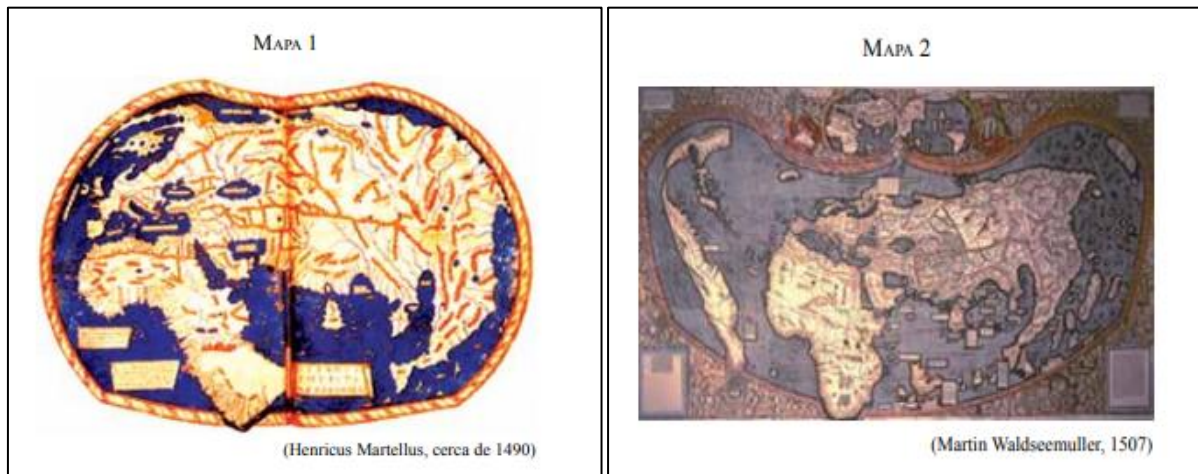 MAPA 1
(Henricus Martellus, cerca de 1490)
MAPA 2
(Martin Waldseemuller, 1507)